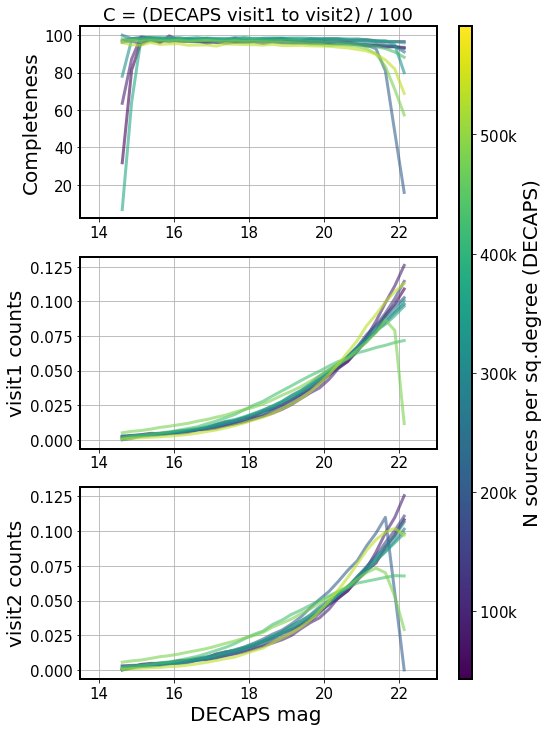 C = (DECAPS visit1 to visit2) / 100
100
80
60
40
20
Completeness
14 16 18 20 22
0.125
0.100
0.075
0.050
0.025
0.000
visit1 counts
14 16 18 20 22
0.125
0.100
0.075
0.050
0.025
0.000
visit2 counts
14 16 18 20 22
DECAPS mag
500k
400k
300k
200k
100k
N sources per sq.degree (DECAPS)